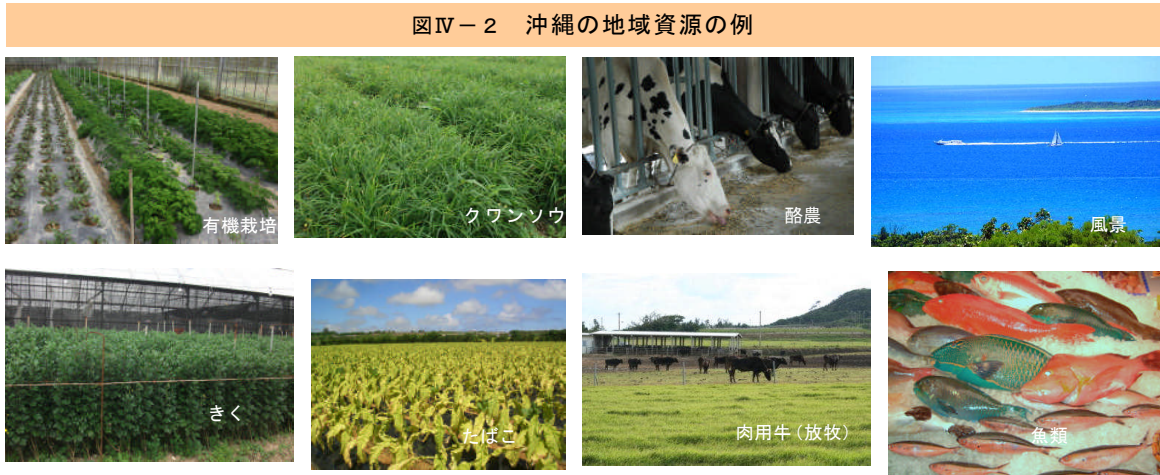 図Ⅳ－２　沖縄の地域資源の例
有機栽培
クワンソウ
酪農
風景
きく
たばこ
肉用牛（放牧）
魚類